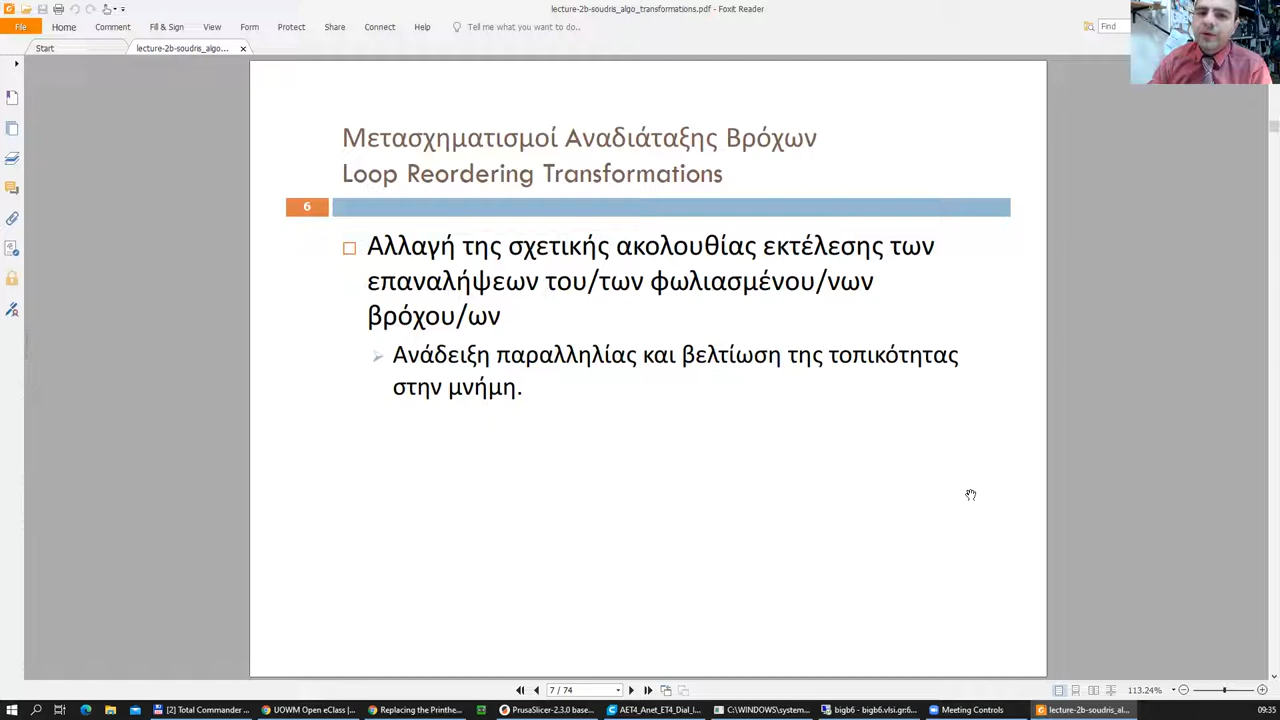 lecture-2b-soudris_algo_transformations.pdf - Foxit Reader
File Home Comment Fill & Sign View Form Protect Share Connect Help Tell me what you want to do... Find
Start lecture-2b-soudris_algo...
Μετασχηματισμοί Αναδιάταξης Βρόχων
Loop Reordering Transformations
6
Αλλαγή της σχετικής ακολουθίας εκτέλεσης των
επαναλήψεων του/των φωλιασμένου/νων
βρόχου/ων
Ανάδειξη παραλληλίας και βελτίωση της τοπικότητας
στην μνήμη.
7 / 74 113.24%
[2] Total Commander ... UOWM Open eClass |... Replacing the Printhe... PrusaSlicer-2.3.0 base... AET4_Anet_ET4_Dial_I... C:\WINDOWS\system... bigb6 - bigb6.vlsi.gr:6... Meeting Controls lecture-2b-soudris_al... 09:35